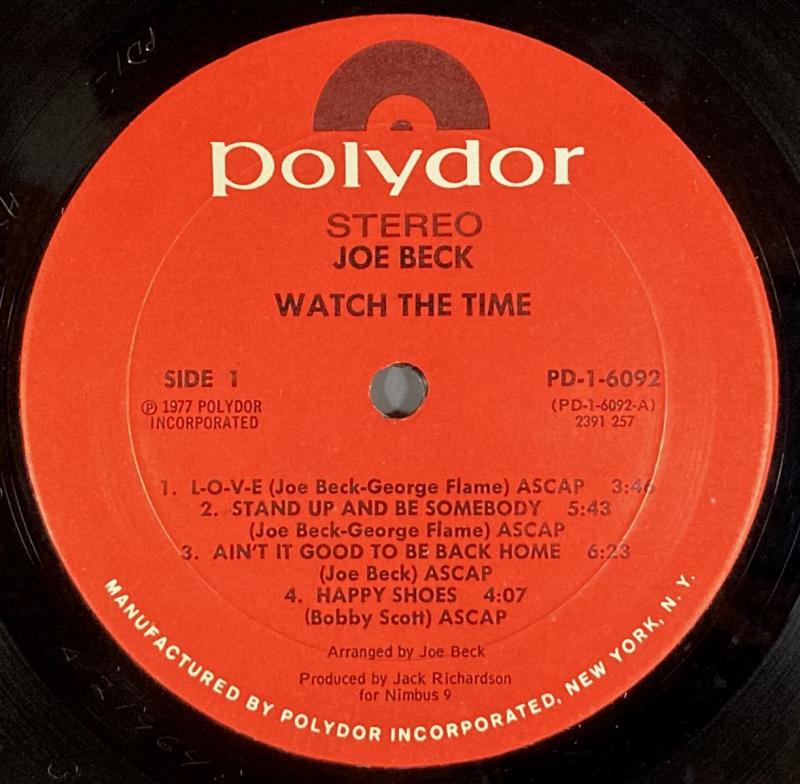 polydor
STEREO
JOE BECK
WATCH THE TIME
SIDE 1
℗ 1977 POLYDOR
INCORPORATED
PD-1-6092
(PD-1-6092-A)
2391 257
1. L-O-V-E (Joe Beck-George Flame) ASCAP 3:46
2. STAND UP AND BE SOMEBODY 5:43
(Joe Beck-George Flame) ASCAP
3. AIN'T IT GOOD TO BE BACK HOME 6:23
(Joe Beck) ASCAP
4. HAPPY SHOES 4:07
(Bobby Scott) ASCAP
Arranged by Joe Beck
Produced by Jack Richardson
for Nimbus 9
MANUFACTURED BY POLYDOR INCORPORATED, NEW YORK, N. Y.